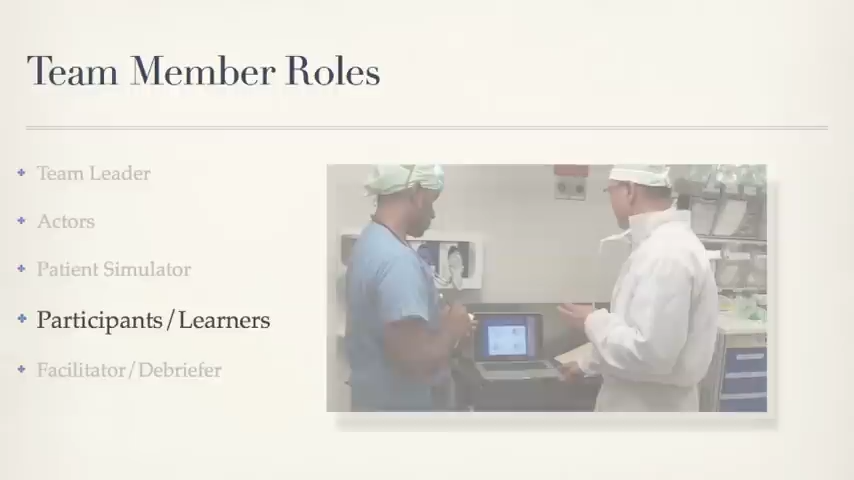 Team Member Roles
Team Leader
Actors
Patient Simulator
Participants/Learners
Facilitator/Debriefer